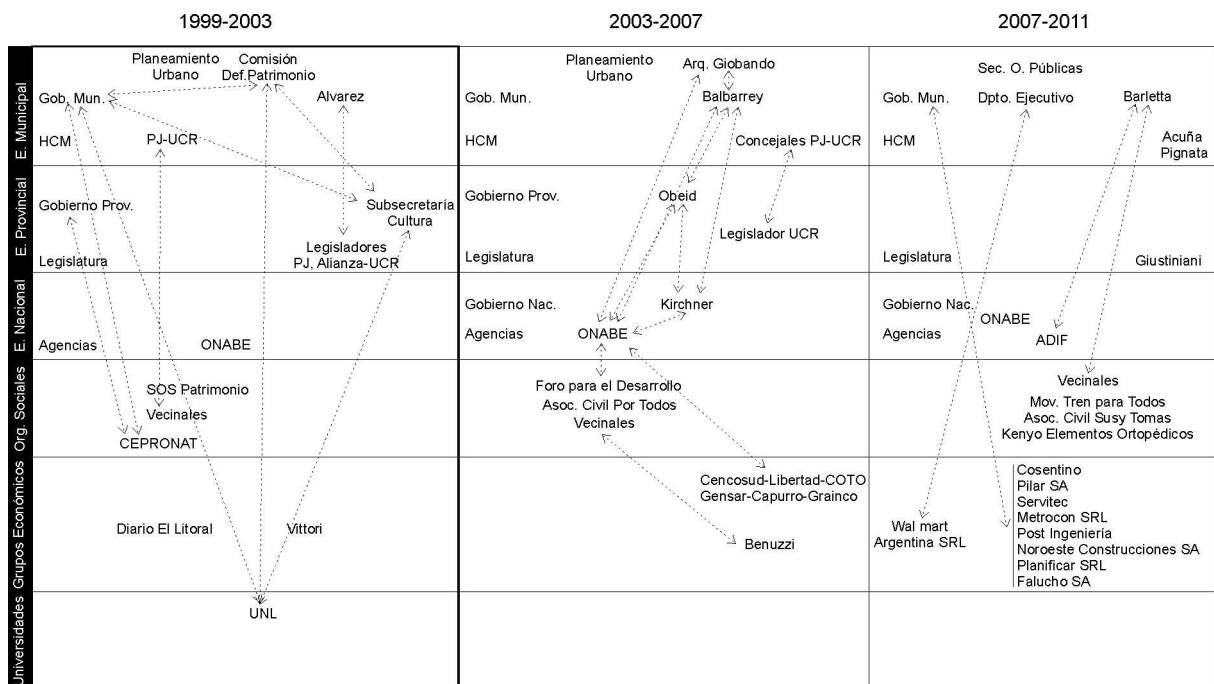 1999-2003
2003-2007
2007-2011
E. Municipal
E. Provincial
E. Nacional
Org. Sociales
Grupos Económicos
Universidades
Planeamiento
Urbano
Comisión
Def.Patrimonio
Gob. Mun.
Alvarez
HCM
PJ-UCR
Gobierno Prov.
Subsecretaría
Cultura
Legisladores
PJ, Alianza-UCR
Legislatura
Agencias
ONABE
SOS Patrimonio
Vecinales
CEPRONAT
Diario El Litoral
Vittori
UNL
Planeamiento
Urbano
Arq. Giobando
Gob. Mun.
Balbarrey
HCM
Concejales PJ-UCR
Gobierno Prov.
Obeid
Legislador UCR
Legislatura
Gobierno Nac.
Kirchner
Agencias
ONABE
Foro para el Desarrollo
Asoc. Civil Por Todos
Vecinales
Cencosud-Libertad-COTO
Gensar-Capurro-Grainco
Benuzzi
Sec. O. Públicas
Gob. Mun.
Dpto. Ejecutivo
Barletta
HCM
Acuña
Pignata
Gobierno Prov.
Legislatura
Giustiniani
Gobierno Nac.
ONABE
Agencias
ADIF
Vecinales
Mov. Tren para Todos
Asoc. Civil Susy Tomas
Kenyo Elementos Ortopédicos
Wal mart
Argentina SRL
Cosentino
Pilar SA
Servitec
Metrocon SRL
Post Ingeniería
Noroeste Construcciones SA
Planificar SRL
Falucho SA